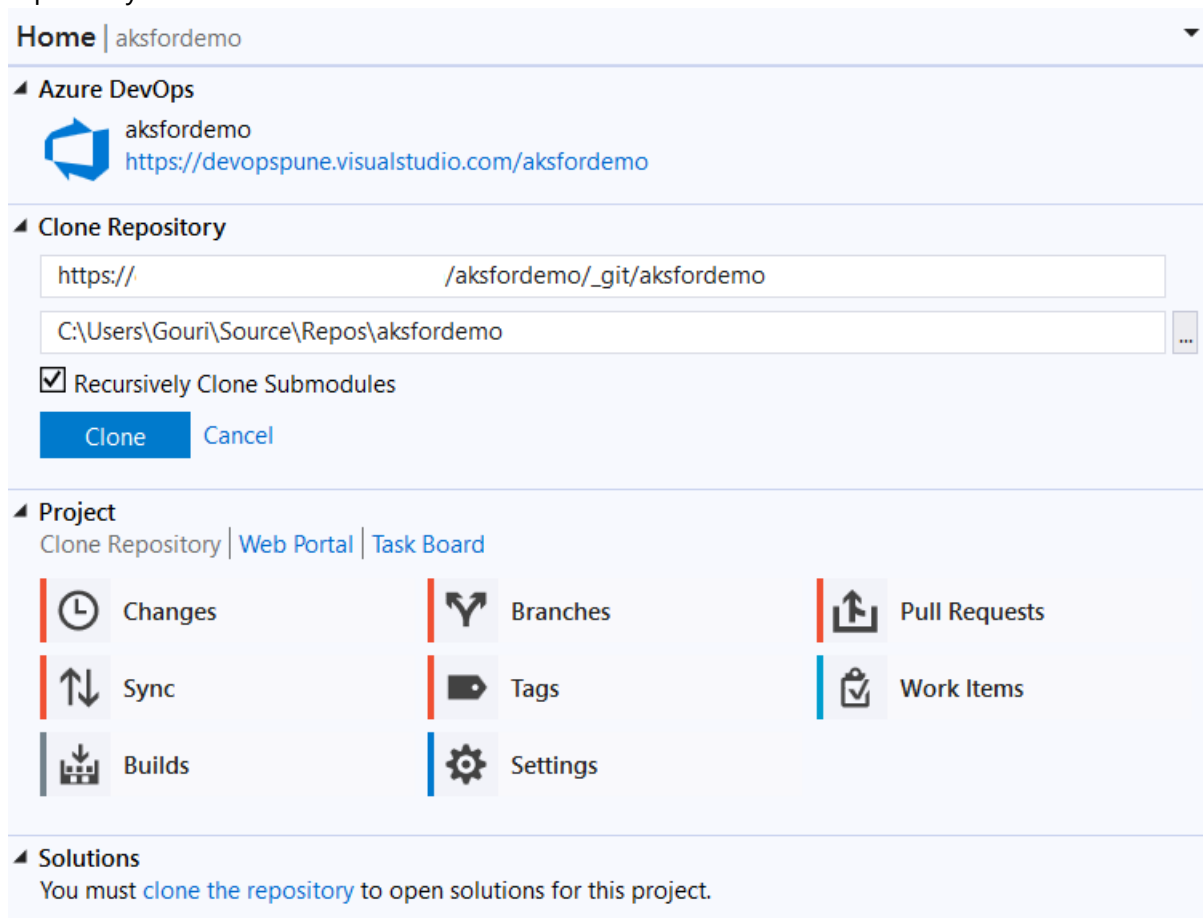 Home | aksfordemo
Azure DevOps
aksfordemo
https://devopspune.visualstudio.com/aksfordemo
Clone Repository
https:// /aksfordemo/_git/aksfordemo
C:\Users\Gouri\Source\Repos\aksfordemo
...
Recursively Clone Submodules
Clone Cancel
Project
Clone Repository | Web Portal | Task Board
Changes Branches Pull Requests
Sync Tags Work Items
Builds Settings
Solutions
You must clone the repository to open solutions for this project.